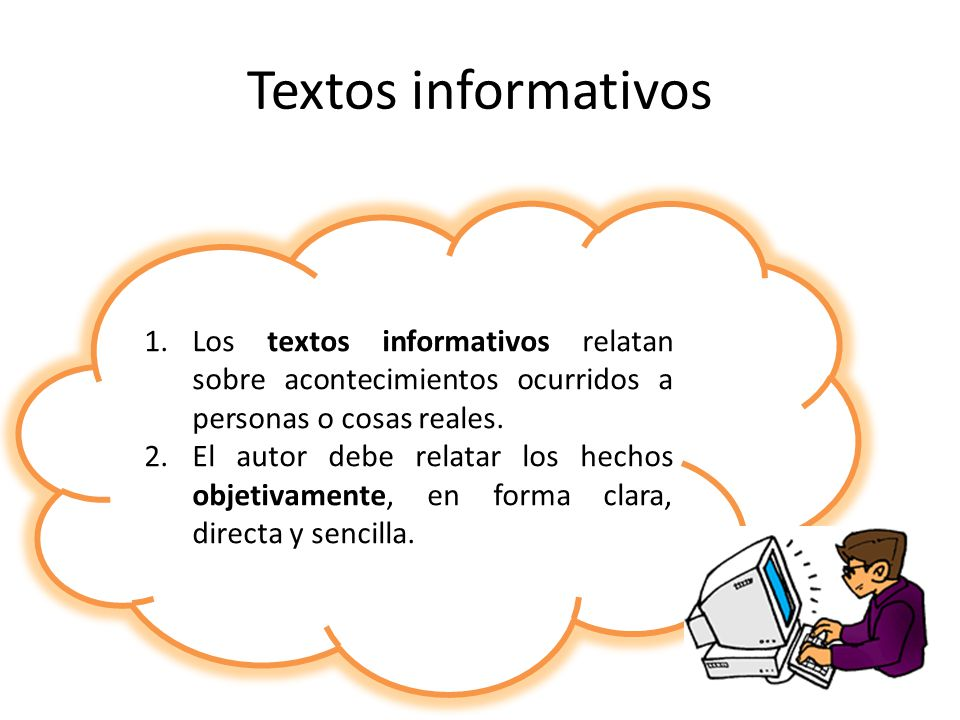 Textos informativos
1. Los textos informativos relatan
sobre acontecimientos ocurridos a
personas o cosas reales.
2. El autor debe relatar los hechos
objetivamente, en forma clara,
directa y sencilla.